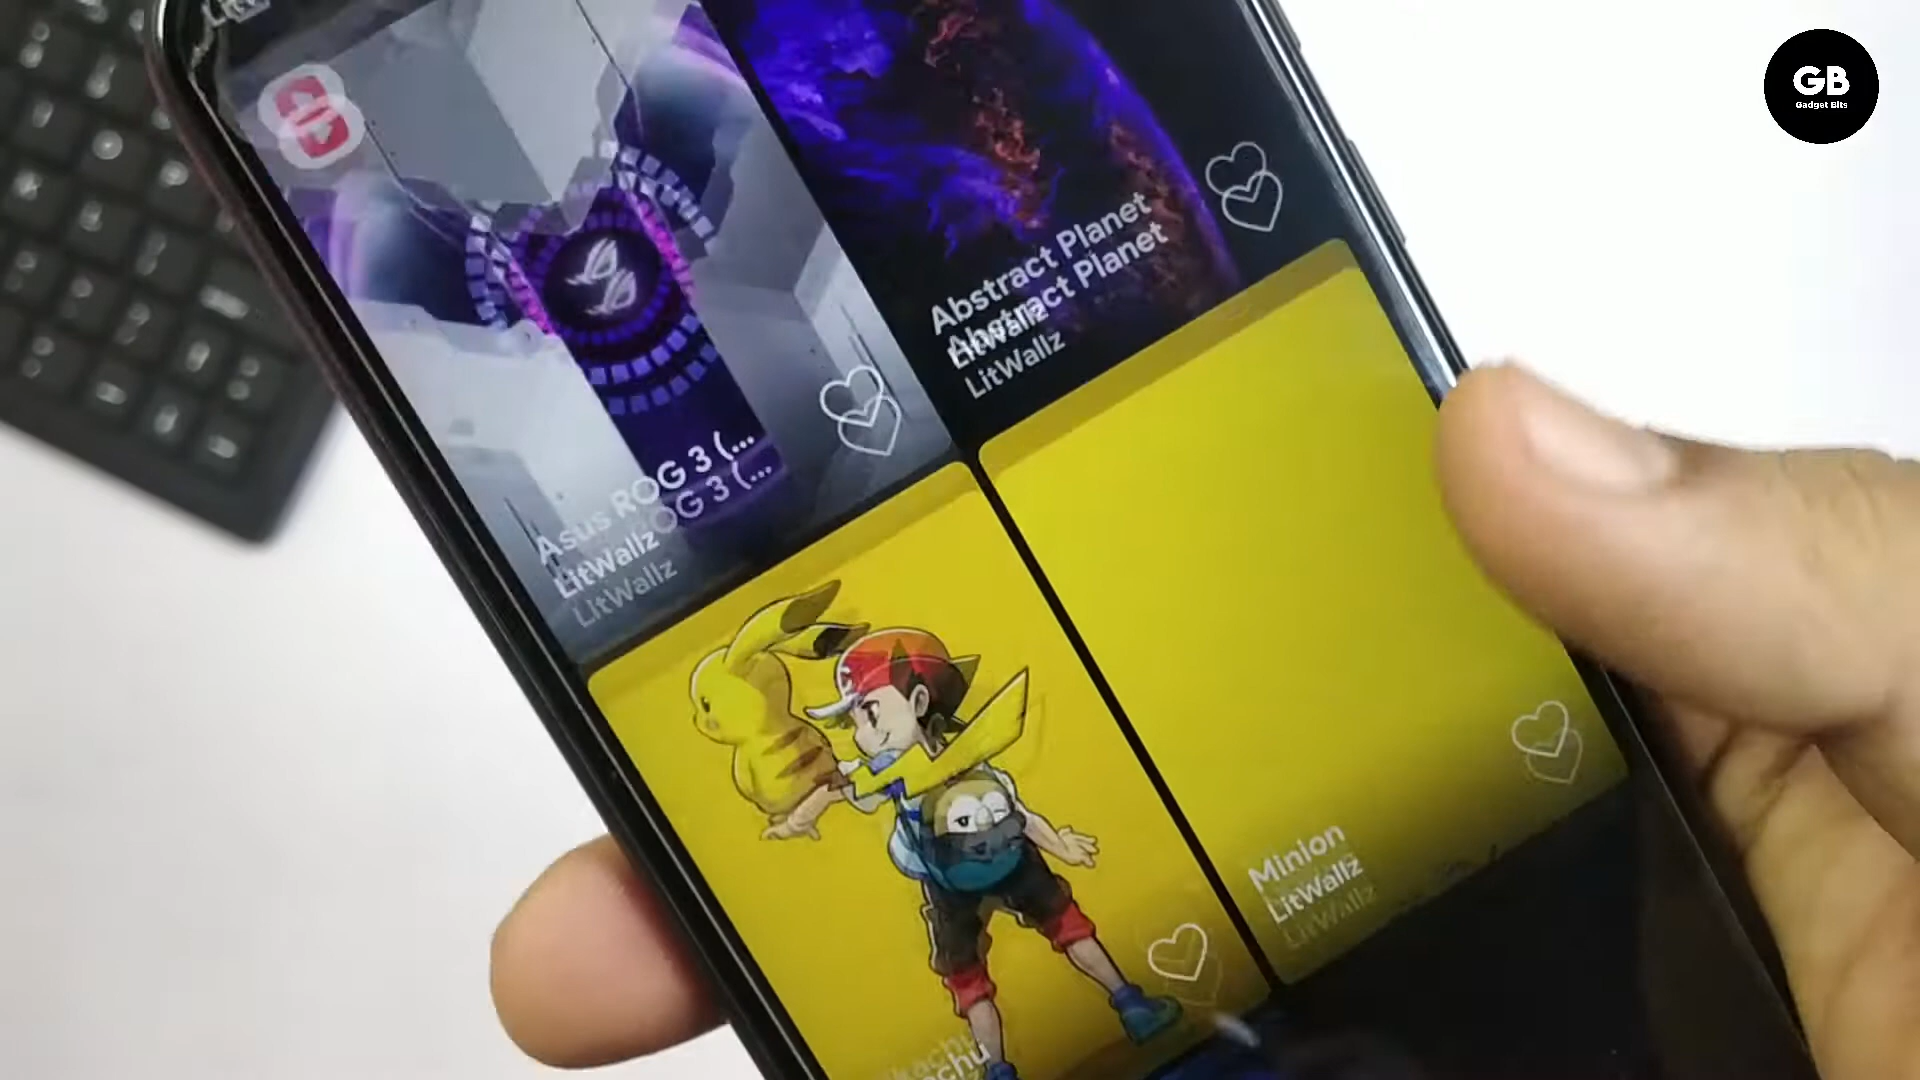 GB
Gadget Bits
Abstract Planet
Abstract Planet
LitWallz
LitWallz
Asus ROG 3 (...
ROG 3 (...
LitWallz
LitWallz
Minion
LitWallz
LitWallz